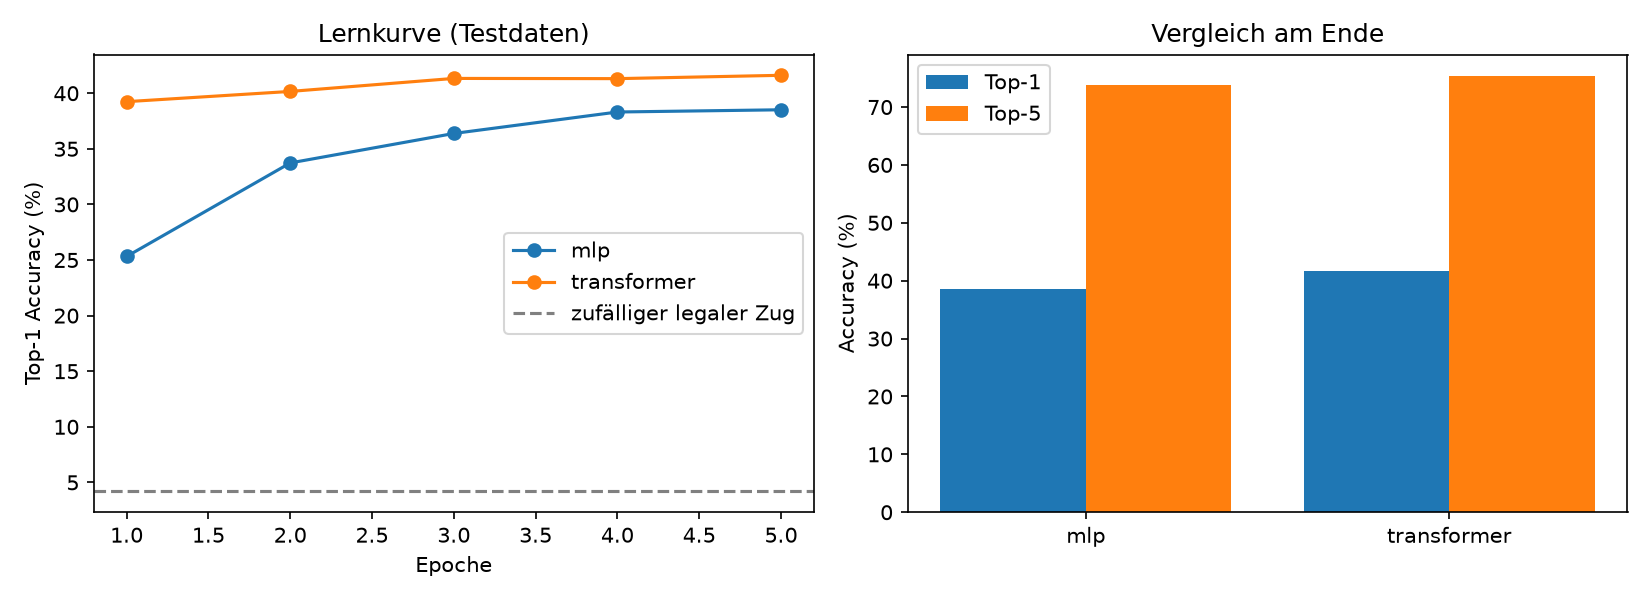 Lernkurve (Testdaten)
Top-1 Accuracy (%)
40
35
30
25
20
15
10
5
mlp
transformer
zufälliger legaler Zug
1.0 1.5 2.0 2.5 3.0 3.5 4.0 4.5 5.0
Epoche
Vergleich am Ende
Accuracy (%)
Top-1
Top-5
70
60
50
40
30
20
10
0
mlp transformer